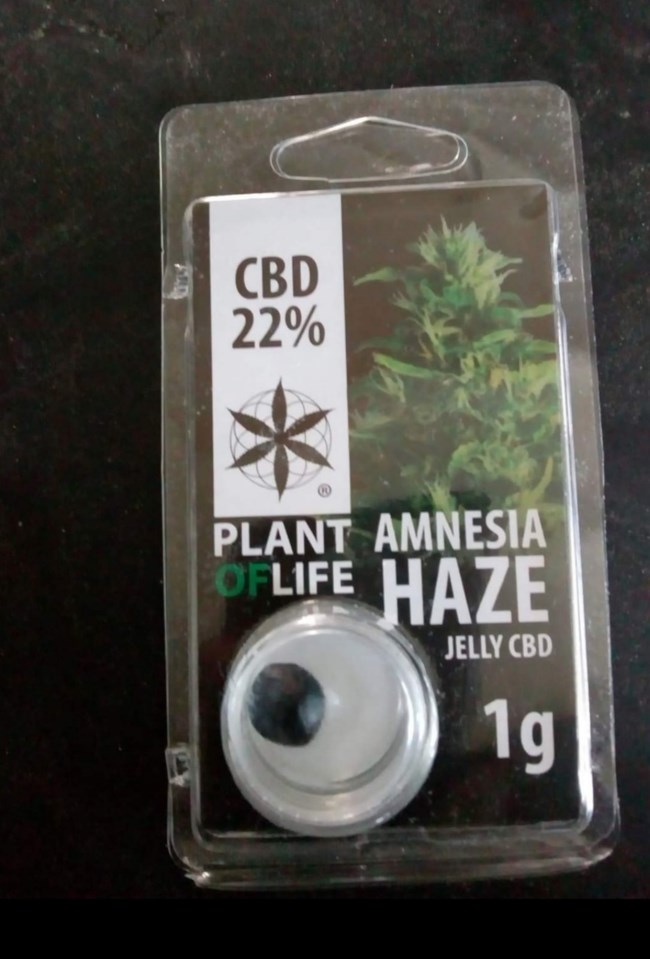 CBD
22%
®
PLANT
OFLIFE
AMNESIA
HAZE
JELLY CBD
1g